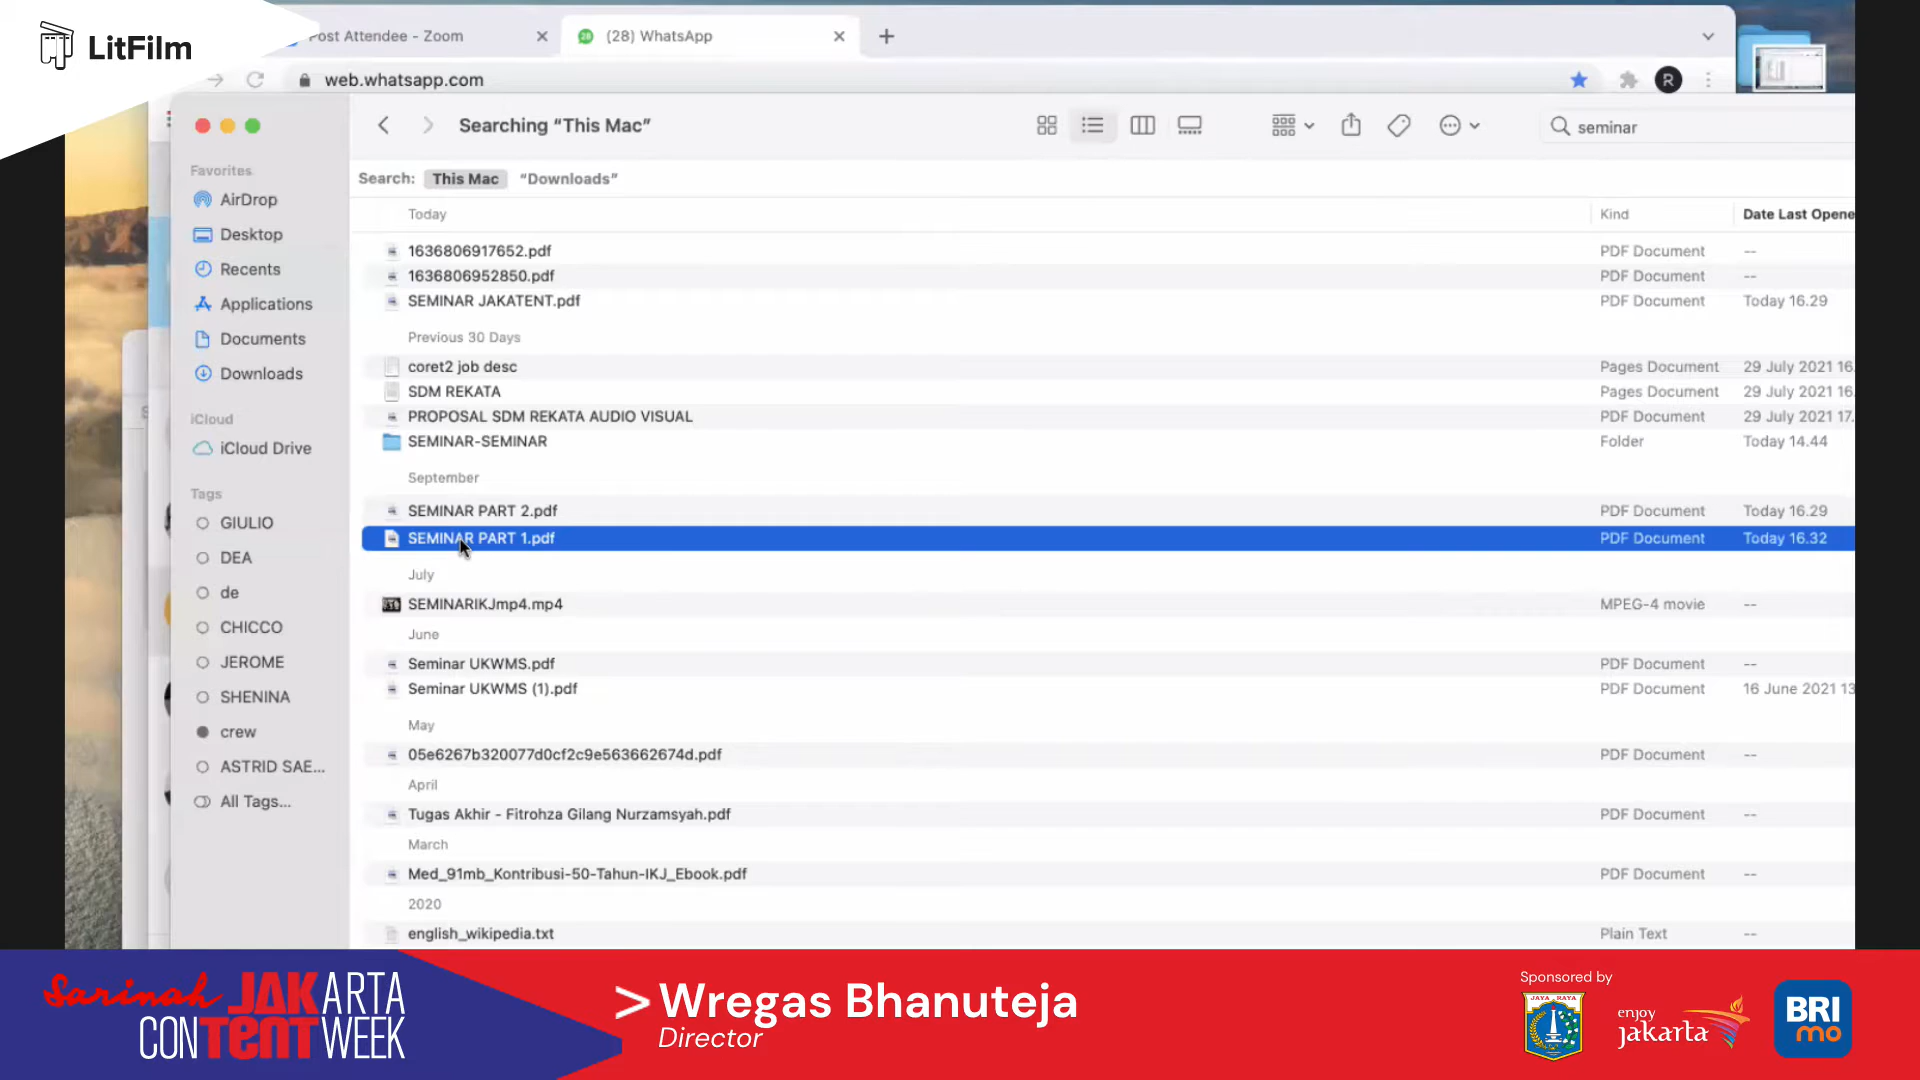 LitFilm
Post Attendee - Zoom
(28) WhatsApp
web.whatsapp.com
R
Searching “This Mac”
seminar
Search: This Mac “Downloads”
Favorites
AirDrop
Desktop
Recents
Applications
Documents
Downloads
iCloud
iCloud Drive
Tags
GIULIO
DEA
de
CHICCO
JEROME
SHENINA
crew
ASTRID SAE...
All Tags...
Today Kind Date Last Opene
1636806917652.pdf PDF Document --
1636806952850.pdf PDF Document --
SEMINAR JAKATENT.pdf PDF Document Today 16.29
Previous 30 Days
coret2 job desc Pages Document 29 July 2021 16.
SDM REKATA Pages Document 29 July 2021 16.
PROPOSAL SDM REKATA AUDIO VISUAL PDF Document 29 July 2021 17.
SEMINAR-SEMINAR Folder Today 14.44
September
SEMINAR PART 2.pdf PDF Document Today 16.29
SEMINAR PART 1.pdf PDF Document Today 16.32
July
SEMINARIKJmp4.mp4 MPEG-4 movie --
June
Seminar UKWMS.pdf PDF Document --
Seminar UKWMS (1).pdf PDF Document 16 June 2021 13
May
05e6267b320077d0cf2c9e563662674d.pdf PDF Document --
April
Tugas Akhir - Fitrohza Gilang Nurzamsyah.pdf PDF Document --
March
Med_91mb_Kontribusi-50-Tahun-IKJ_Ebook.pdf PDF Document --
2020
english_wikipedia.txt Plain Text --
Sarinah JAKARTA
CONTENT WEEK
> Wregas Bhanuteja
Director
Sponsored by
JAYA RAYA
enjoy
jakarta
BRI
mo